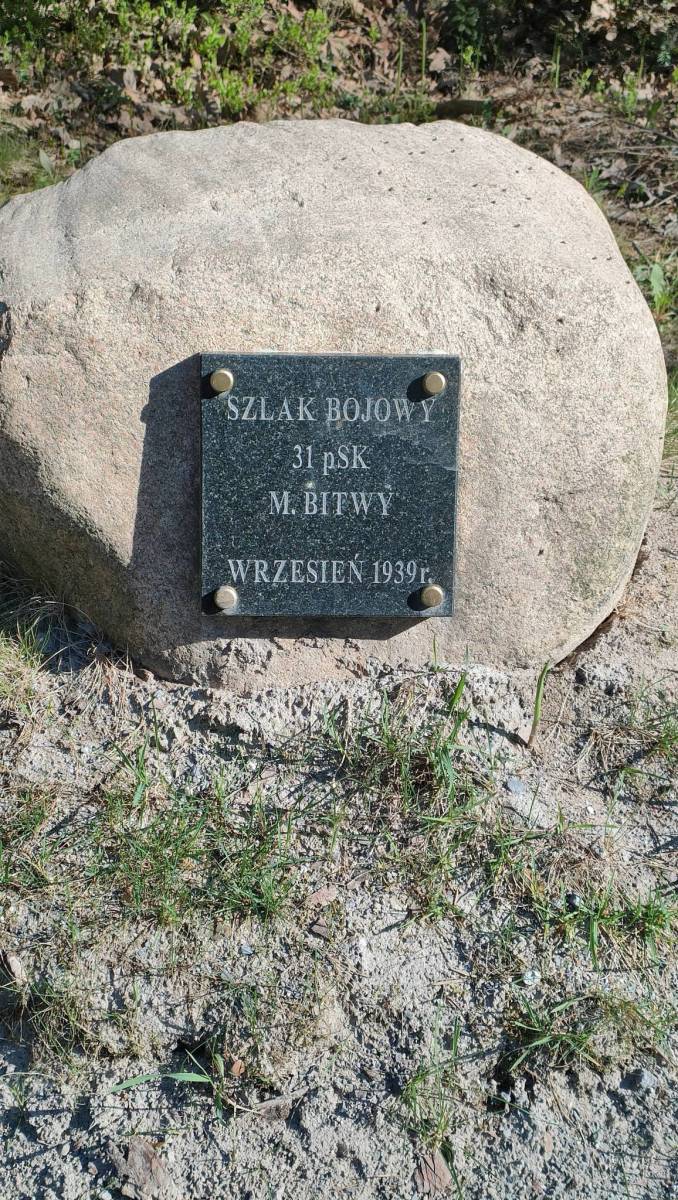 SZLAK BOJOWY
31 pSK
M. BITWY
WRZESIEŃ 1939r.